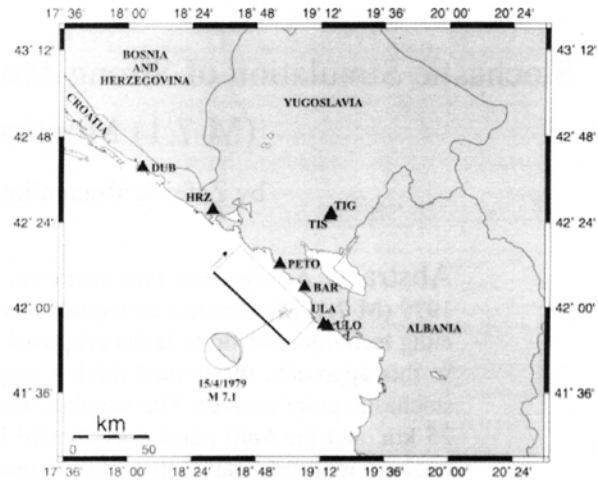 17° 36' 18° 00' 18° 24' 18° 48' 19° 12' 19° 36' 20° 00' 20° 24'
43° 12' 43° 12'
BOSNIA
AND
HERZEGOVINA
YUGOSLAVIA
CROATIA
42° 48' 42° 48'
DUB
HRZ
TIG
TIS
42° 24' 42° 24'
PETO
BAR
ULA
42° 00' 42° 00'
ULO
ALBANIA
15/4/1979
M 7.1
41° 36' 41° 36'
km
0 50
17° 36' 18° 00' 18° 24' 18° 48' 19° 12' 19° 36' 20° 00' 20° 24'